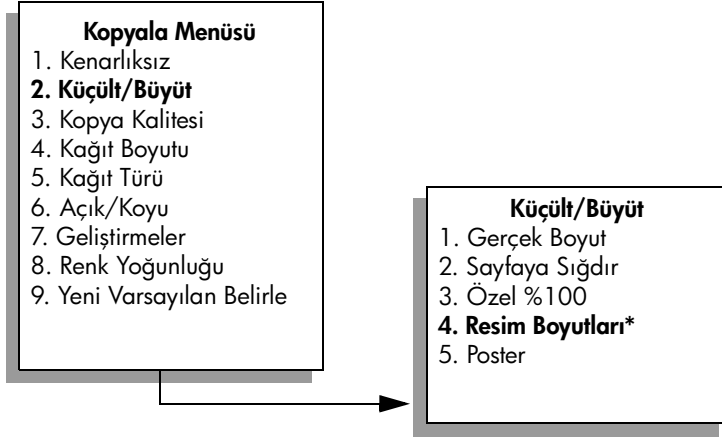 Kopyala Menüsü
1. Kenarlıksız
2. Küçült/Büyüt
3. Kopya Kalitesi
4. Kağıt Boyutu
5. Kağıt Türü
6. Açık/Koyu
7. Geliştirmeler
8. Renk Yoğunluğu
9. Yeni Varsayılan Belirle
Küçült/Büyüt
1. Gerçek Boyut
2. Sayfaya Sığdır
3. Özel %100
4. Resim Boyutları*
5. Poster